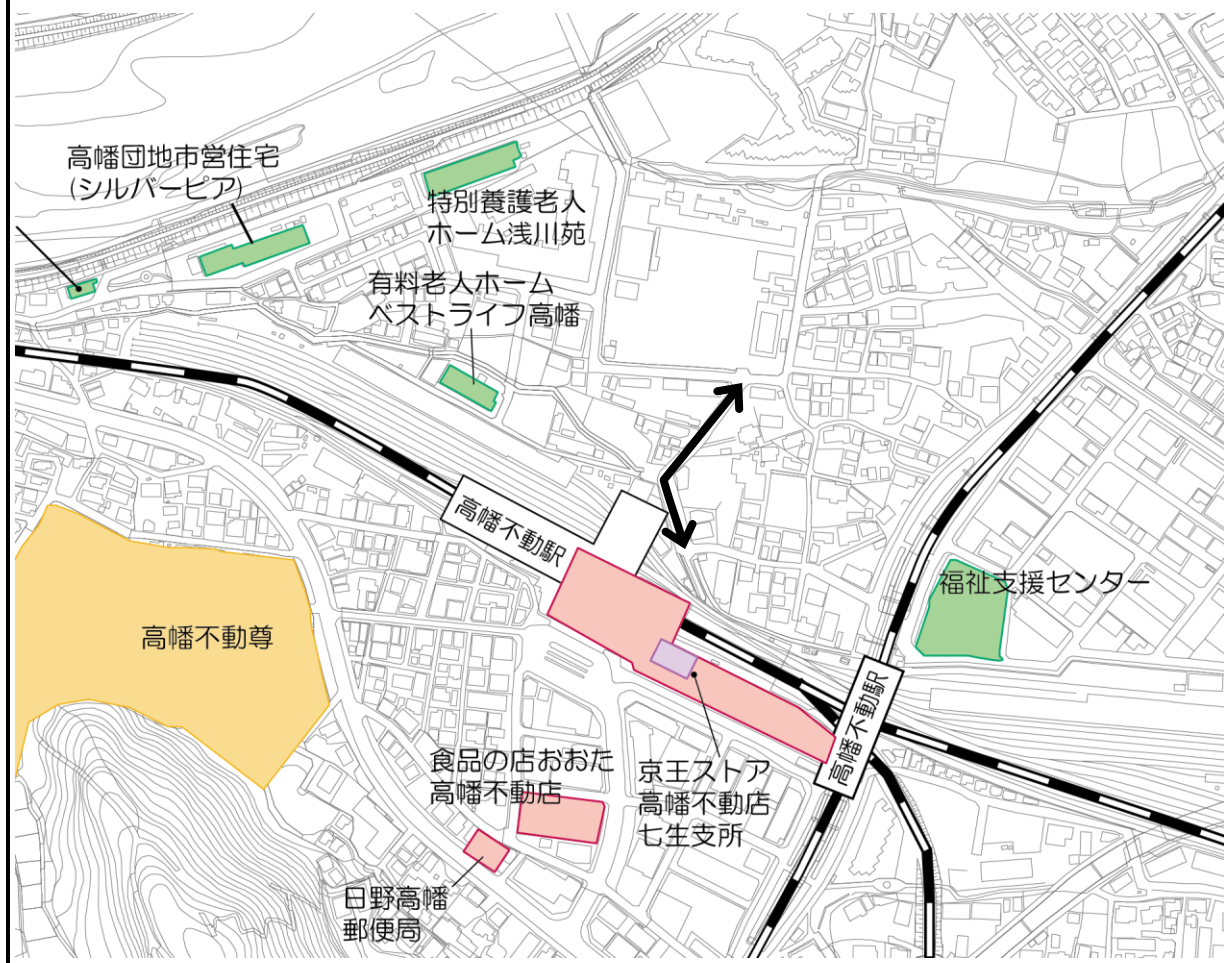 高幡団地市営住宅
(シルバーピア)
特別養護老人
ホーム浅川苑
有料老人ホーム
ベストライフ高幡
高幡不動駅
福祉支援センター
高幡不動尊
高幡不動駅
食品の店おおた
高幡不動店
京王ストア
高幡不動店
七生支所
日野高幡
郵便局